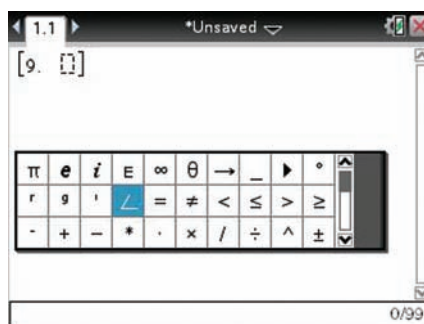 1.1 *Unsaved
[9. ]
π e i E ∞ θ → _ ▶ °
r g ' ∠ = ≠ < ≤ > ≥
- + − * · × / ÷ ^ ±
0/99